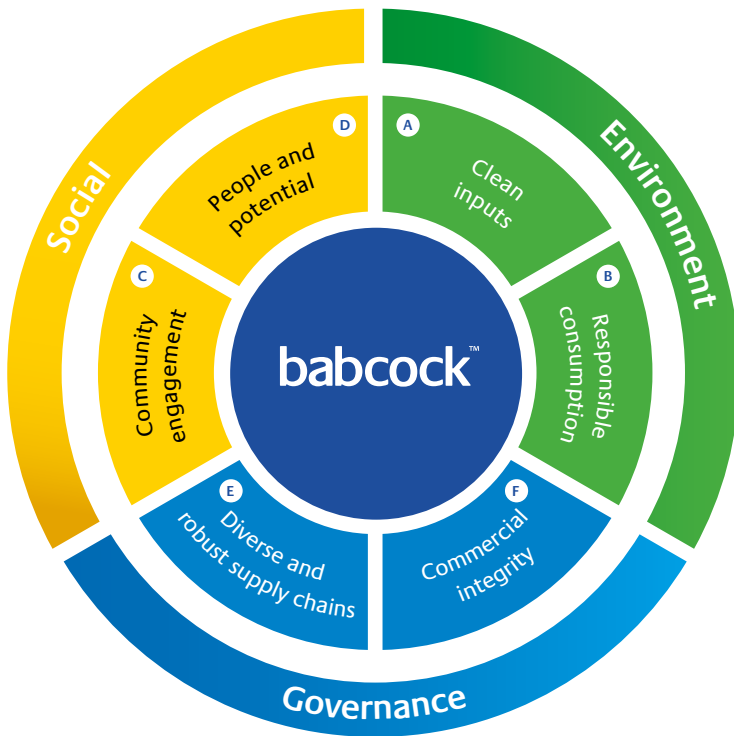 Social
Environment
Governance
D
People and
potential
A
Clean
inputs
B
Responsible
consumption
C
Community
engagement
E
Diverse and
robust supply chains
F
Commercial
integrity
babcock™